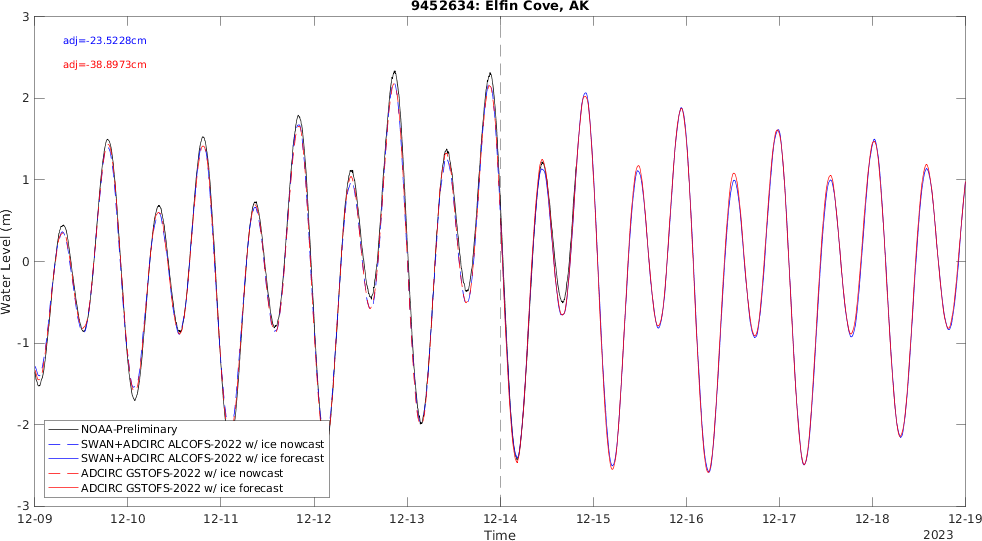 9452634: Elfin Cove, AK
adj=-23.5228cm
adj=-38.8973cm
Water Level (m)
3
2
1
0
-1
-2
-3
NOAA-Preliminary
SWAN+ADCIRC ALCOFS-2022 w/ ice nowcast
SWAN+ADCIRC ALCOFS-2022 w/ ice forecast
ADCIRC GSTOFS-2022 w/ ice nowcast
ADCIRC GSTOFS-2022 w/ ice forecast
12-09 12-10 12-11 12-12 12-13 12-14 12-15 12-16 12-17 12-18 12-19
Time
2023